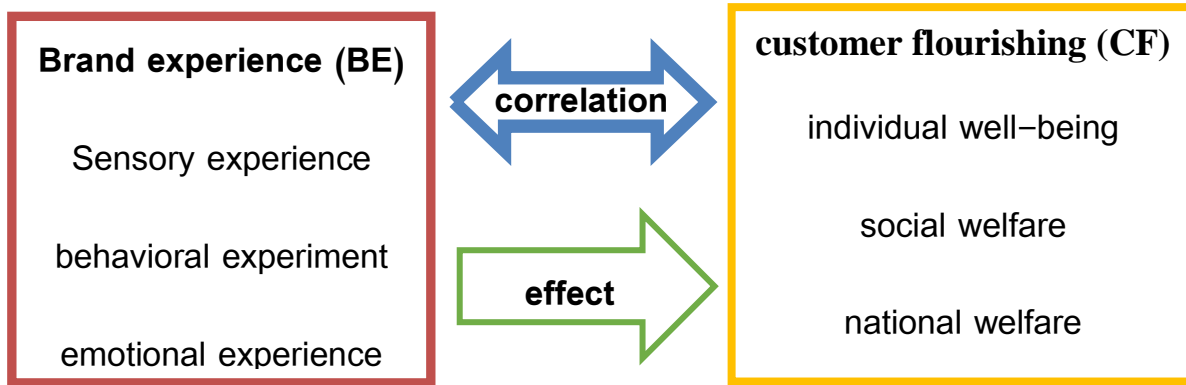 Brand experience (BE)
Sensory experience
behavioral experiment
emotional experience
correlation
effect
customer flourishing (CF)
individual well-being
social welfare
national welfare